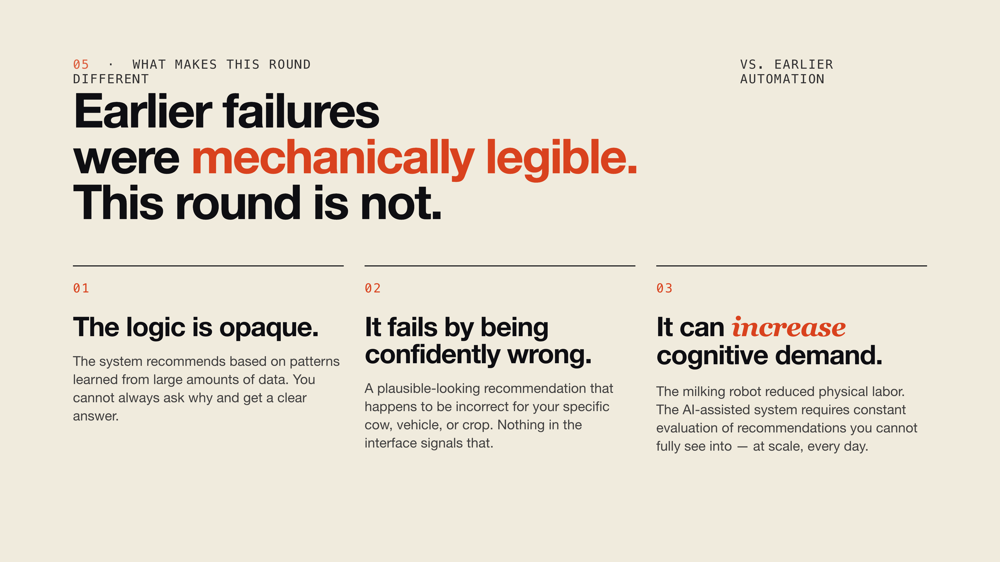 05 · WHAT MAKES THIS ROUND
DIFFERENT
VS. EARLIER
AUTOMATION
Earlier failures
were mechanically legible.
This round is not.
01
The logic is opaque.
The system recommends based on patterns
learned from large amounts of data. You
cannot always ask why and get a clear
answer.
02
It fails by being
confidently wrong.
A plausible-looking recommendation that
happens to be incorrect for your specific
cow, vehicle, or crop. Nothing in the
interface signals that.
03
It can increase
cognitive demand.
The milking robot reduced physical labor.
The AI-assisted system requires constant
evaluation of recommendations you cannot
fully see into — at scale, every day.